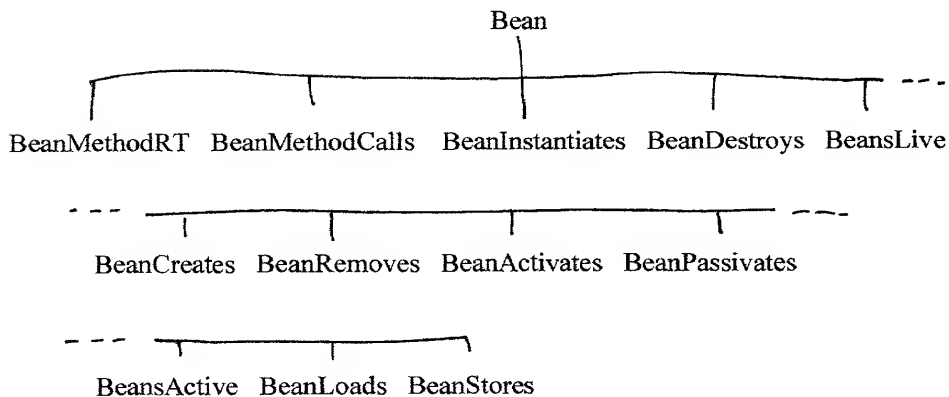 Bean
BeanMethodRT BeanMethodCalls BeanInstantiates BeanDestroys BeansLive
BeanCreates BeanRemoves BeanActivates BeanPassivates
BeansActive BeanLoads BeanStores